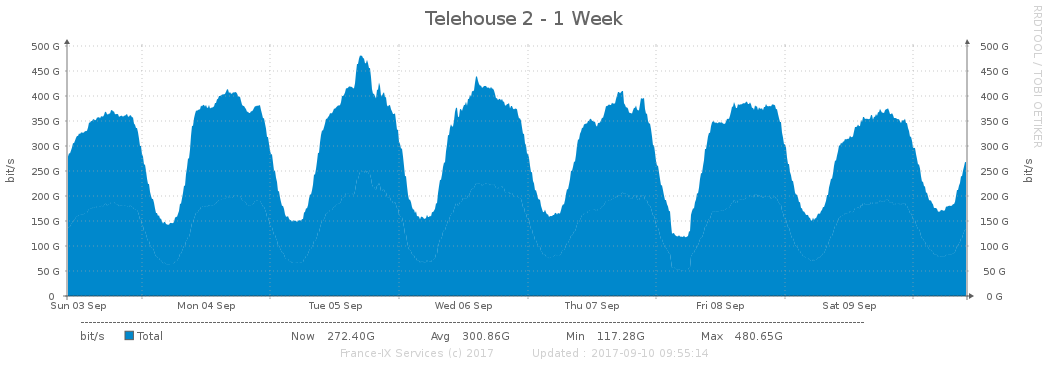 Telehouse 2 - 1 Week
RRDTOOL / TOBI OETIKER
bit/s
500 G
450 G
400 G
350 G
300 G
250 G
200 G
150 G
100 G
50 G
0
500 G
450 G
400 G
350 G
300 G
250 G
200 G
150 G
100 G
50 G
0 G
bit/s
Sun 03 Sep Mon 04 Sep Tue 05 Sep Wed 06 Sep Thu 07 Sep Fri 08 Sep Sat 09 Sep
bit/s Total Now 272.40G Avg 300.86G Min 117.28G Max 480.65G
France-IX Services (c) 2017 Updated : 2017-09-10 09:55:14